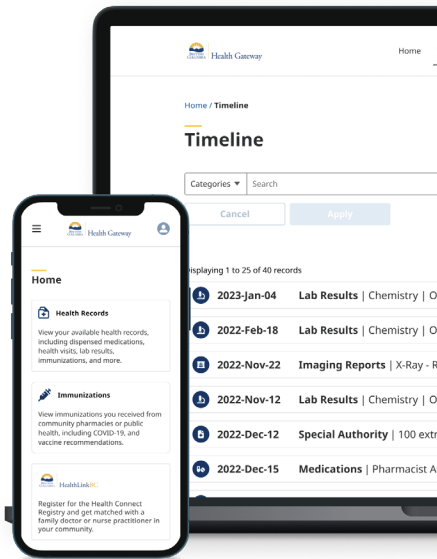 BRITISH COLUMBIA
Health Gateway
Home
Home / Timeline
Timeline
Categories ▼ Search
Cancel Apply
Displaying 1 to 25 of 40 records
2023-Jan-04 Lab Results | Chemistry | O
2022-Feb-18 Lab Results | Chemistry | O
2022-Nov-22 Imaging Reports | X-Ray - R
2022-Nov-12 Lab Results | Chemistry | O
2022-Dec-12 Special Authority | 100 extr
2022-Dec-15 Medications | Pharmacist A
Health Gateway
Home
Health Records
View your available health records,
including dispensed medications,
health visits, lab results,
immunizations, and more.
Immunizations
View immunizations you received from
community pharmacies or public
health, including COVID-19, and
vaccine recommendations.
HealthLinkBC
Register for the Health Connect
Registry and get matched with a
family doctor or nurse practitioner in
your community.